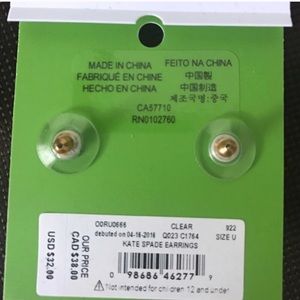 MADE IN CHINA
FABRIQUÉ EN CHINE
HECHO EN CHINA
FEITO NA CHINA
中国製
中国制造
제조국명:중국
CA57710
RN0102760
O0RU0665 CLEAR 922
debuted on 04-16-2016 Q023 C1764 SIZE U
KATE SPADE EARRINGS
0 98686 46277 9
Not intended for children 12 and under
OUR PRICE
CAD $38.00
USD $32.00